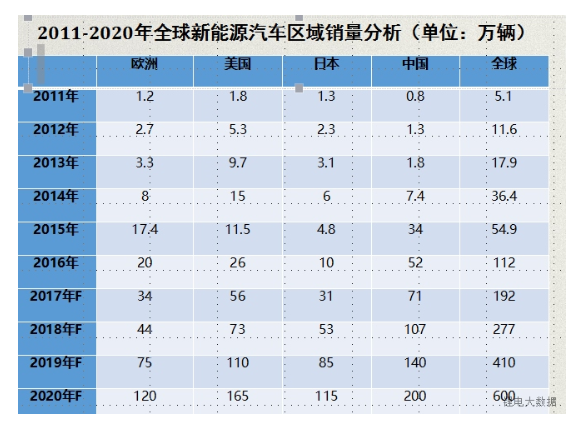 2011-2020年全球新能源汽车区域销量分析（单位：万辆）
欧洲 美国 日本 中国 全球
2011年 1.2 1.8 1.3 0.8 5.1
2012年 2.7 5.3 2.3 1.3 11.6
2013年 3.3 9.7 3.1 1.8 17.9
2014年 8 15 6 7.4 36.4
2015年 17.4 11.5 4.8 34 54.9
2016年 20 26 10 52 112
2017年F 34 56 31 71 192
2018年F 44 73 53 107 277
2019年F 75 110 85 140 410
2020年F 120 165 115 200 600
电大数据